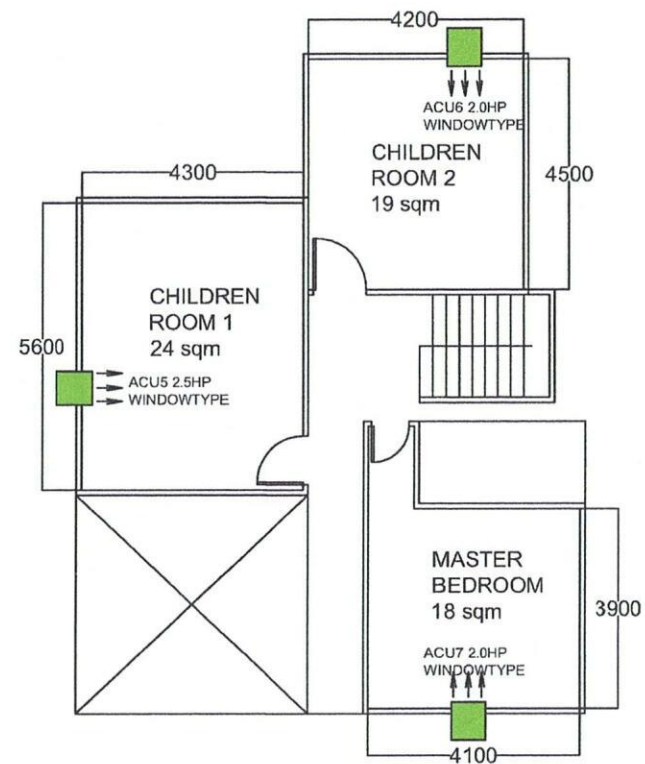 4200
ACU6 2.0HP
WINDOWTYPE
CHILDREN
ROOM 2
19 sqm
4500
4300
CHILDREN
ROOM 1
24 sqm
5600
ACU5 2.5HP
WINDOWTYPE
MASTER
BEDROOM
18 sqm
3900
ACU7 2.0HP
WINDOWTYPE
4100